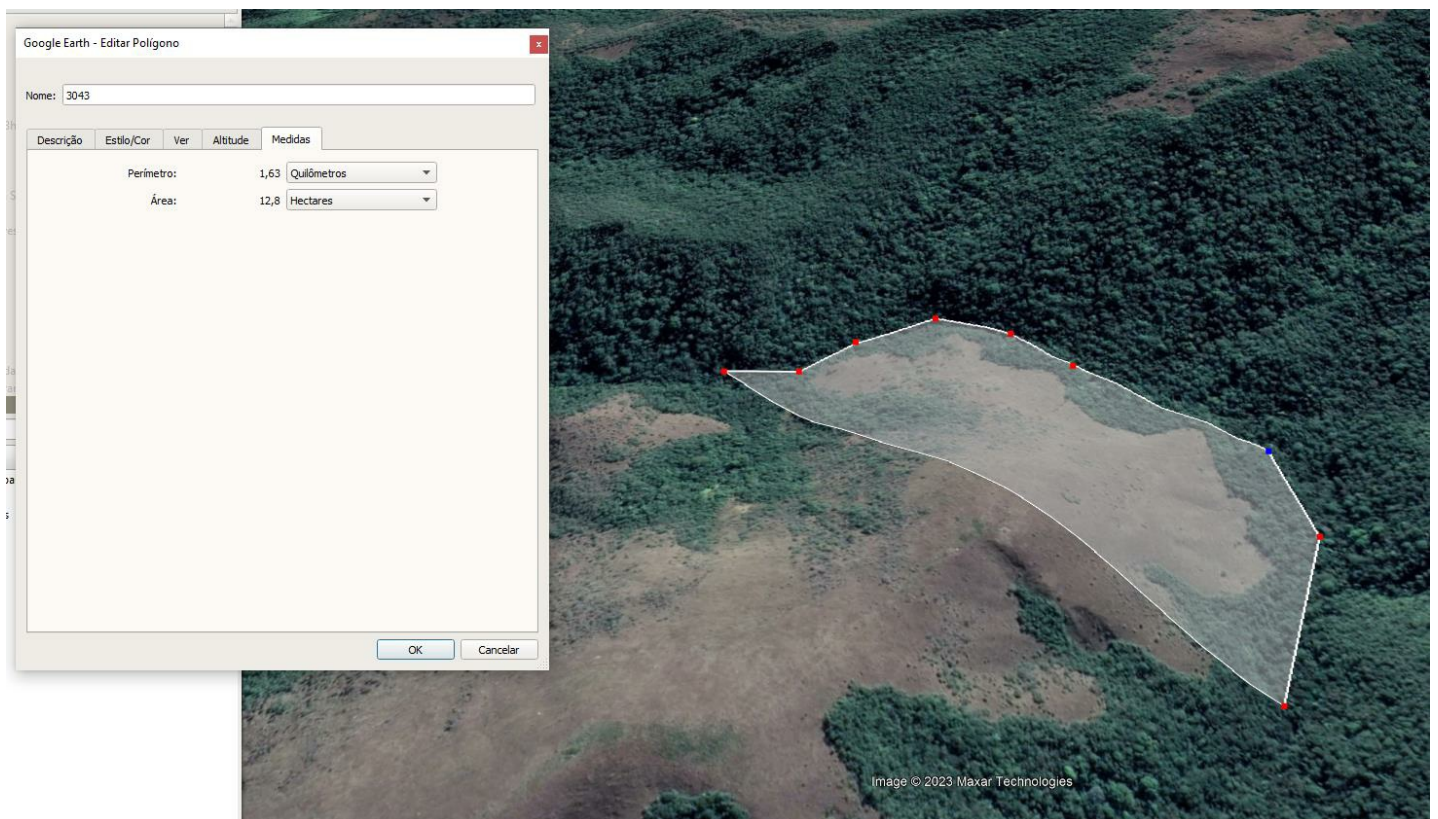 Google Earth - Editar Polígono
Nome: 3043
Descrição Estilo/Cor Ver Altitude Medidas
Perímetro: 1,63 Quilômetros
Área: 12,8 Hectares
OK Cancelar
Image © 2023 Maxar Technologies